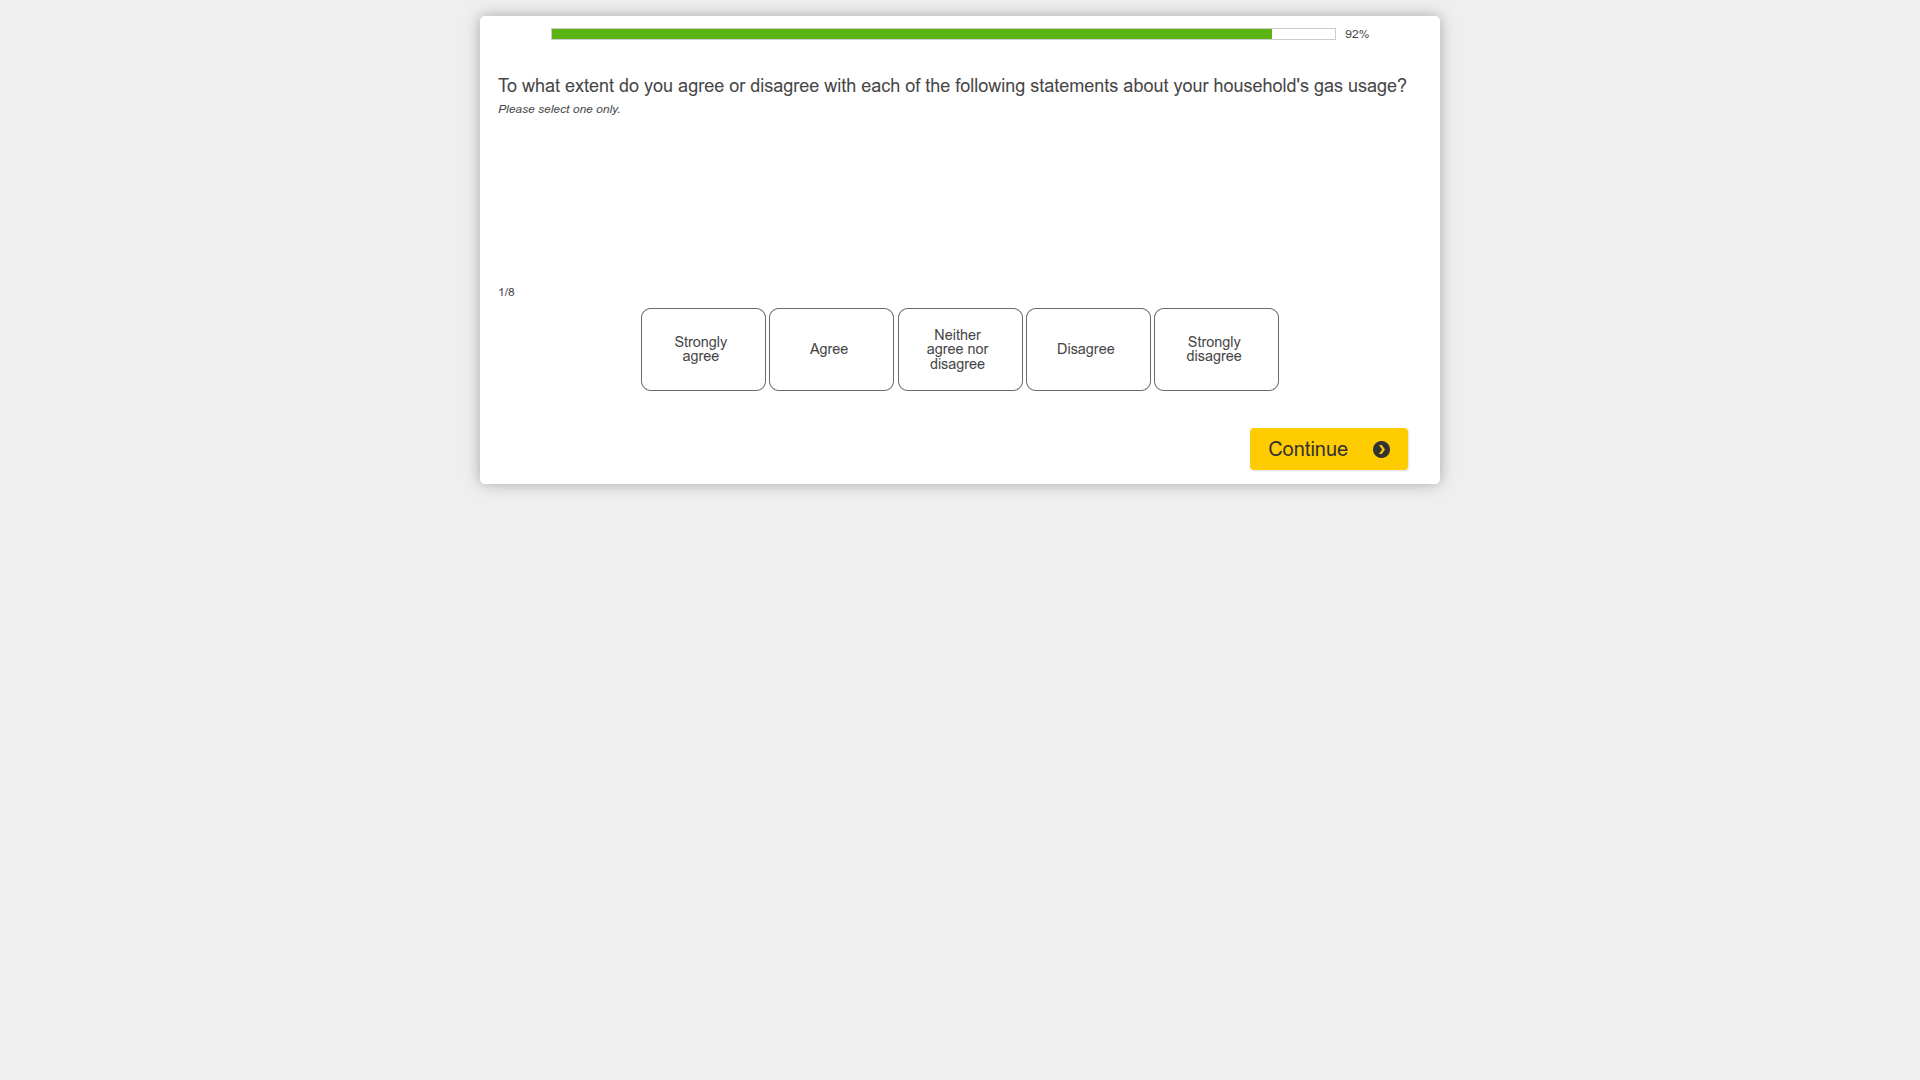 92%
To what extent do you agree or disagree with each of the following statements about your household's gas usage?
Please select one only.
1/8
Strongly
agree
Agree
Neither
agree nor
disagree
Disagree
Strongly
disagree
Continue